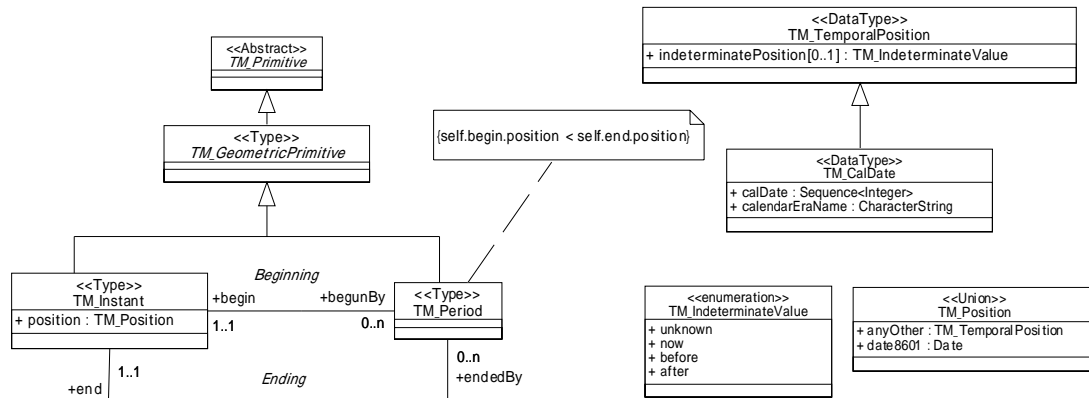 <<Abstract>>
TM_Primitive
<<Type>>
TM_GeometricPrimitive
{self.begin.position < self.end.position}
<<DataType>>
TM_TemporalPosition
+ indeterminatePosition[0..1] : TM_IndeterminateValue
<<DataType>>
TM_CalDate
+ calDate : Sequence<Integer>
+ calendarEraName : CharacterString
<<Type>>
TM_Instant
+ position : TM_Position
Beginning
+begin
+begunBy
1..1
0..n
<<Type>>
TM_Period
1..1
+end
Ending
0..n
+endedBy
<<enumeration>>
TM_IndeterminateValue
+ unknown
+ now
+ before
+ after
<<Union>>
TM_Position
+ anyOther : TM_TemporalPosition
+ date8601 : Date